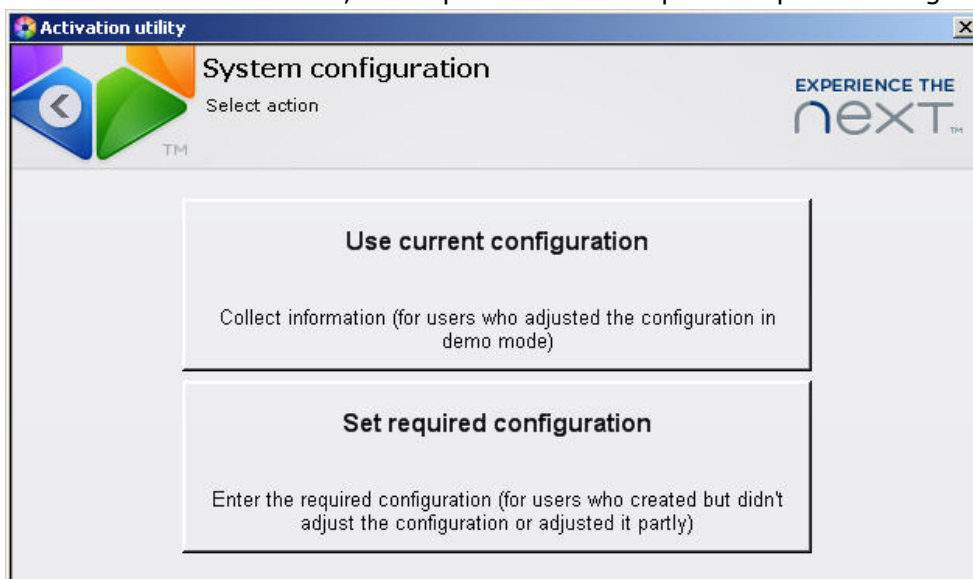 Activation utility
System configuration
Select action
EXPERIENCE THE
next™
TM
Use current configuration
Collect information (for users who adjusted the configuration in
demo mode)
Set required configuration
Enter the required configuration (for users who created but didn't
adjust the configuration or adjusted it partly)